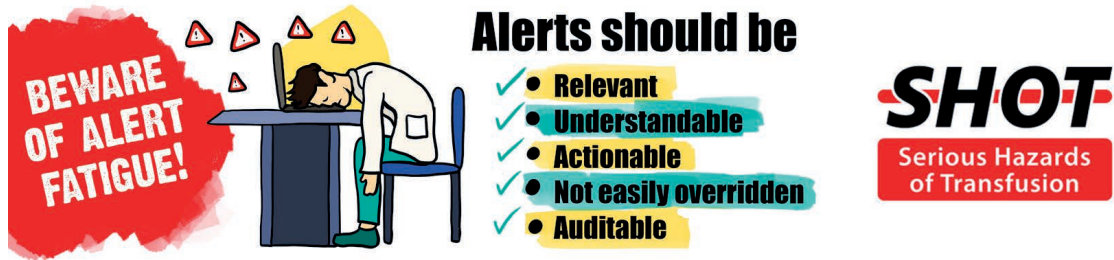 BEWARE
OF ALERT
FATIGUE!
Alerts should be
✓ • Relevant
✓ • Understandable
✓ • Actionable
✓ • Not easily overridden
✓ • Auditable
SHOT
Serious Hazards
of Transfusion